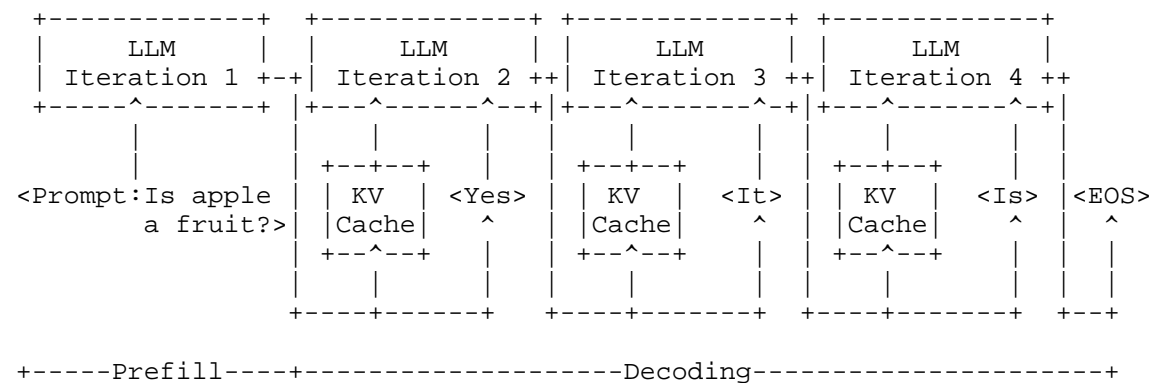 LLM LLM LLM LLM
Iteration 1 Iteration 2 Iteration 3 Iteration 4
<Prompt:Is apple KV <Yes> KV <It> KV <Is> <EOS>
a fruit?> Cache Cache Cache
Prefill Decoding